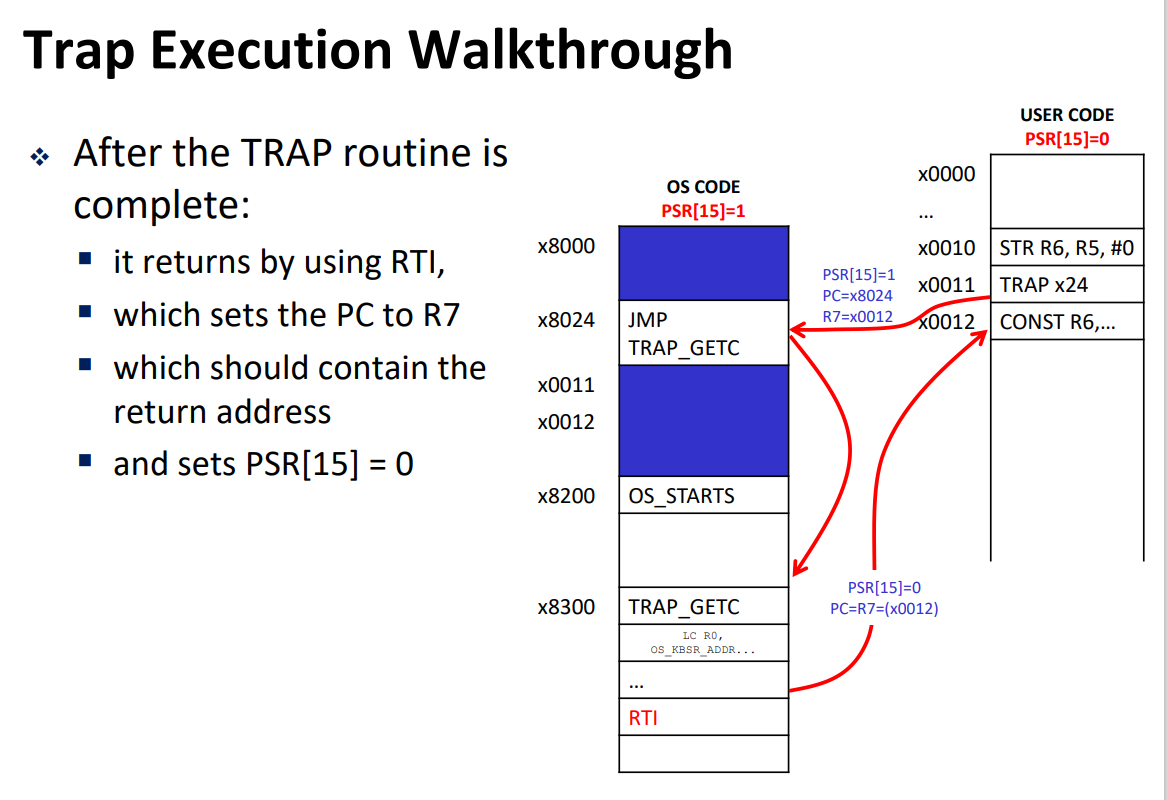 Trap Execution Walkthrough
❖ After the TRAP routine is
complete:
▪ it returns by using RTI,
▪ which sets the PC to R7
▪ which should contain the
return address
▪ and sets PSR[15] = 0
OS CODE
PSR[15]=1
x8000
x8024
JMP
TRAP_GETC
x0011
x0012
x8200
OS_STARTS
x8300
TRAP_GETC
LC R0,
OS_KBSR_ADDR...
...
RTI
PSR[15]=1
PC=x8024
R7=x0012
PSR[15]=0
PC=R7=(x0012)
USER CODE
PSR[15]=0
x0000
...
x0010
STR R6, R5, #0
x0011
TRAP x24
x0012
CONST R6,...